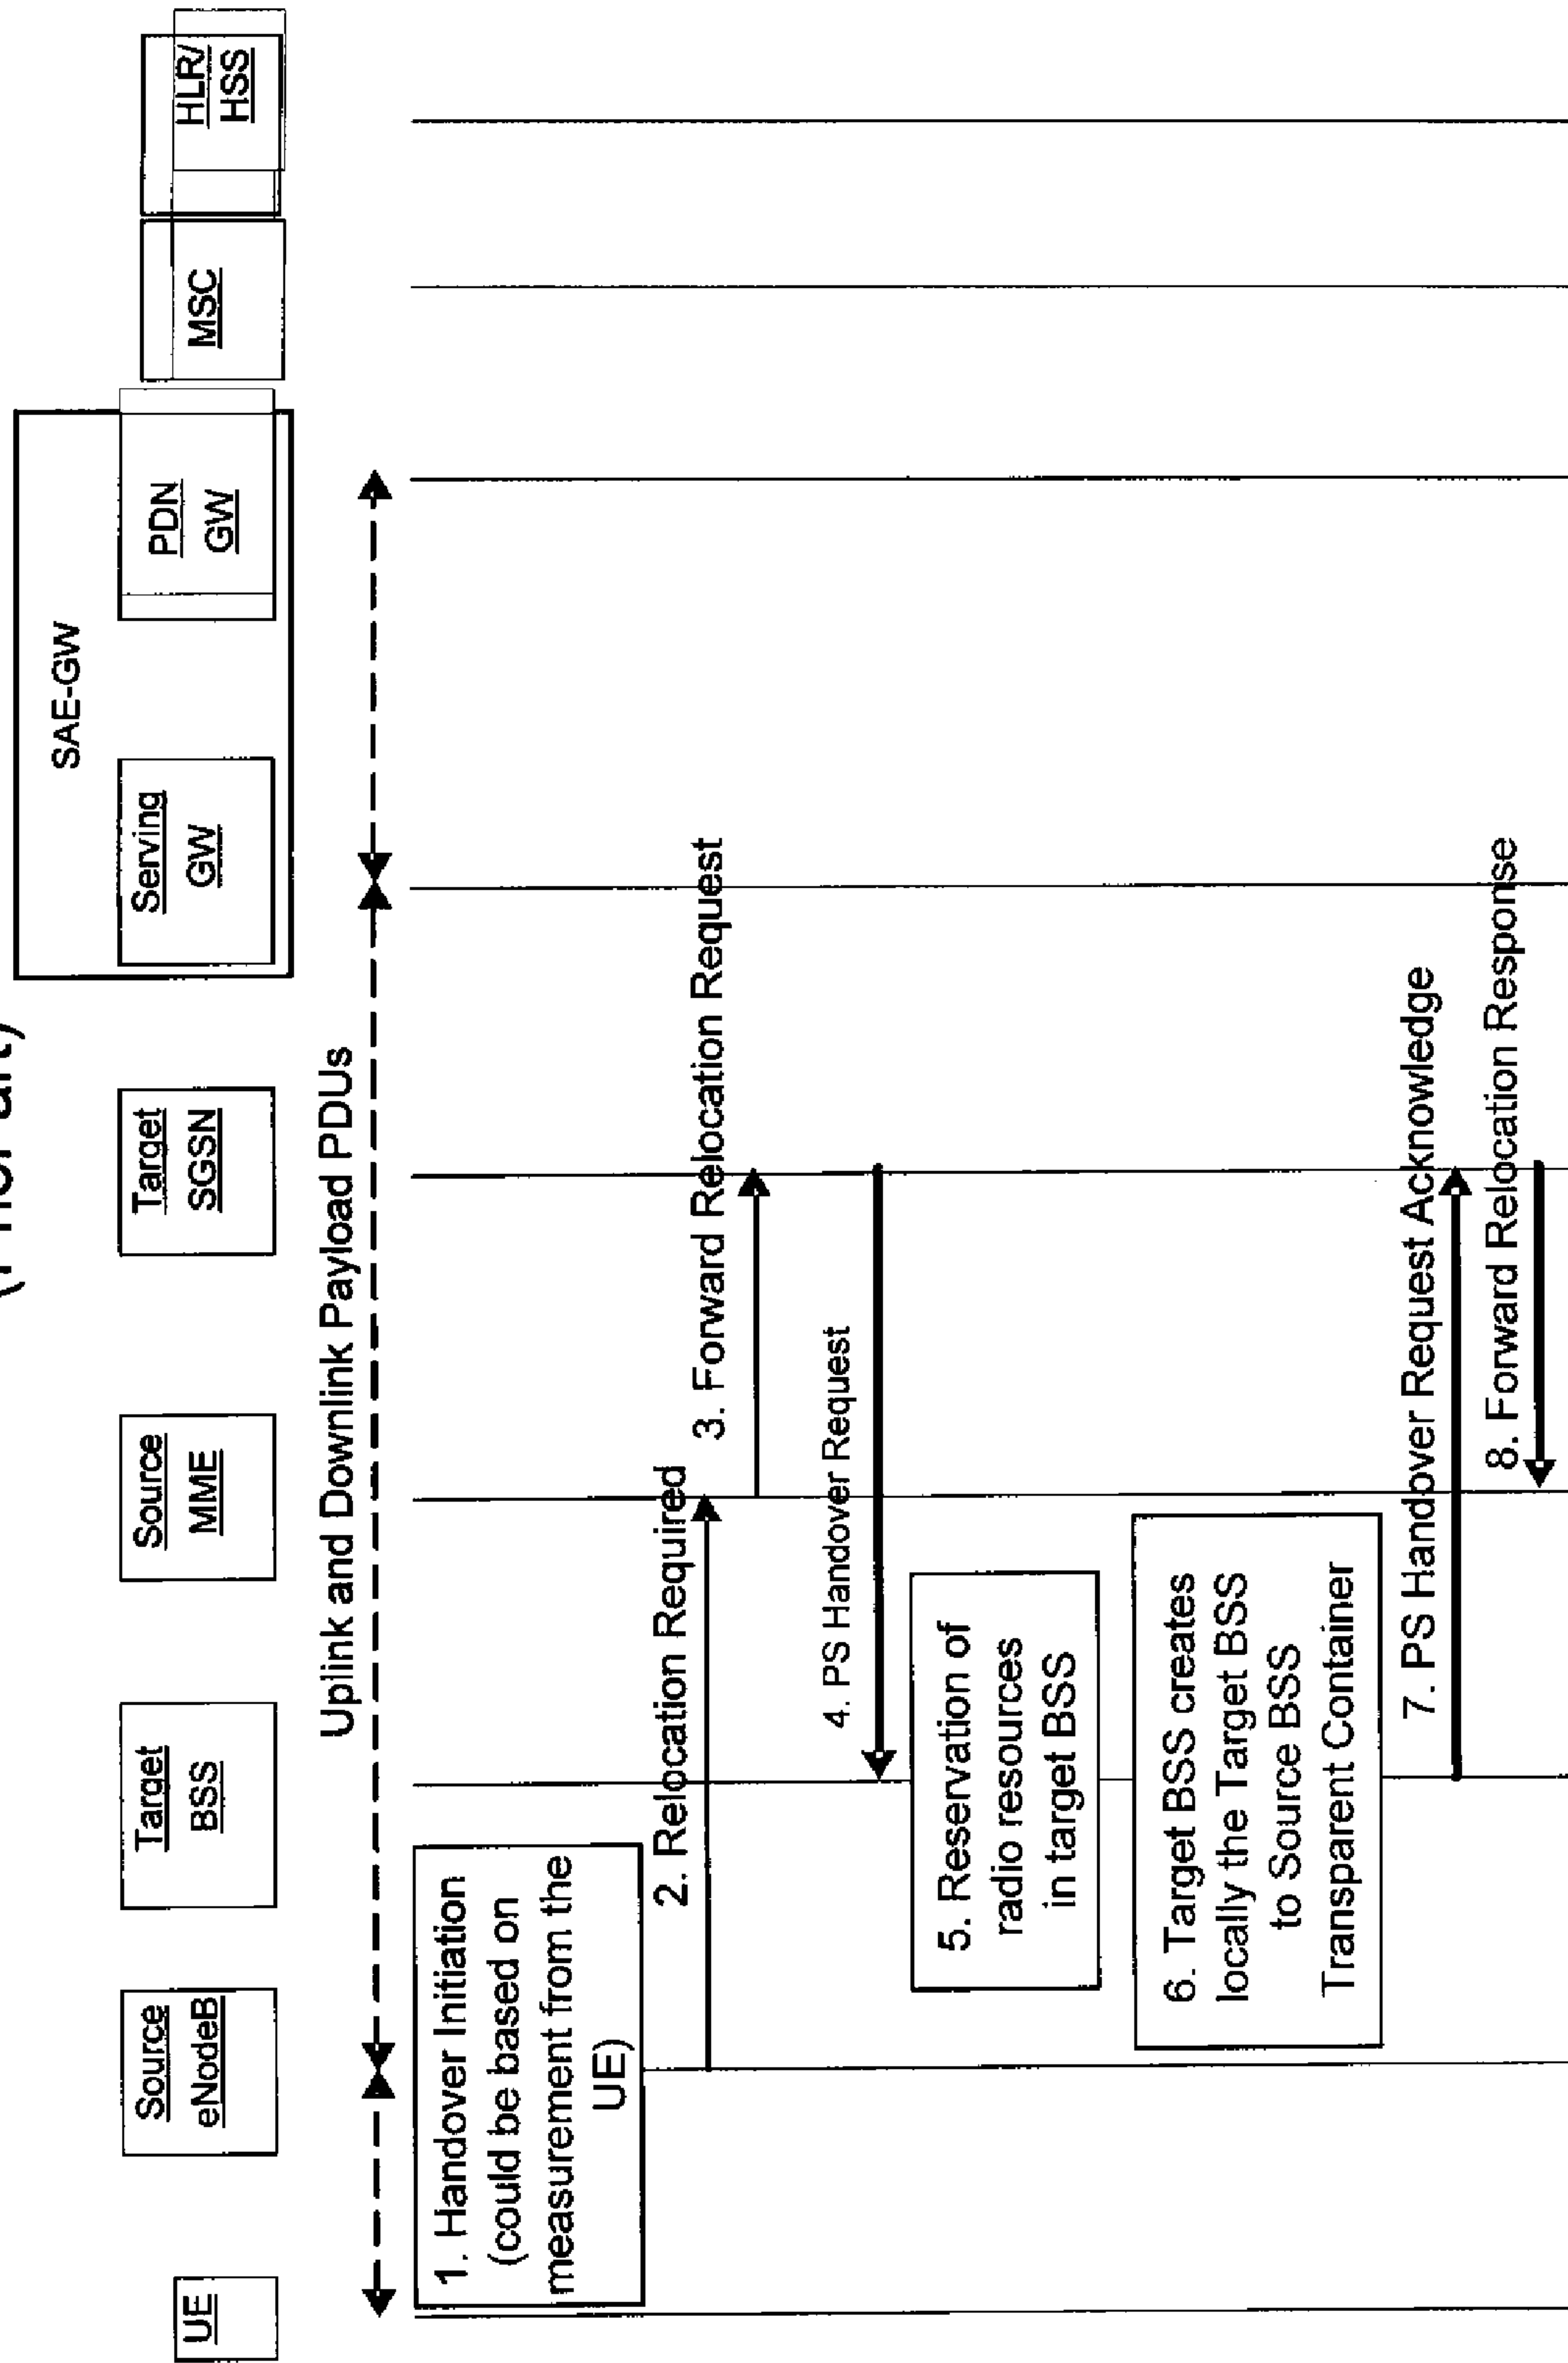 (Prior art)
SAE-GW
UE
Source
eNodeB
Target
BSS
Source
MME
Target
SGSN
Serving
GW
PDN
GW
MSC
HLR/
HSS
Uplink and Downlink Payload PDUs
1. Handover Initiation
(could be based on
measurement from the
UE)
2. Relocation Required
3. Forward Relocation Request
4. PS Handover Request
5. Reservation of
radio resources
in target BSS
6. Target BSS creates
locally the Target BSS
to Source BSS
Transparent Container
7. PS Handover Request Acknowledge
8. Forward Relocation Response